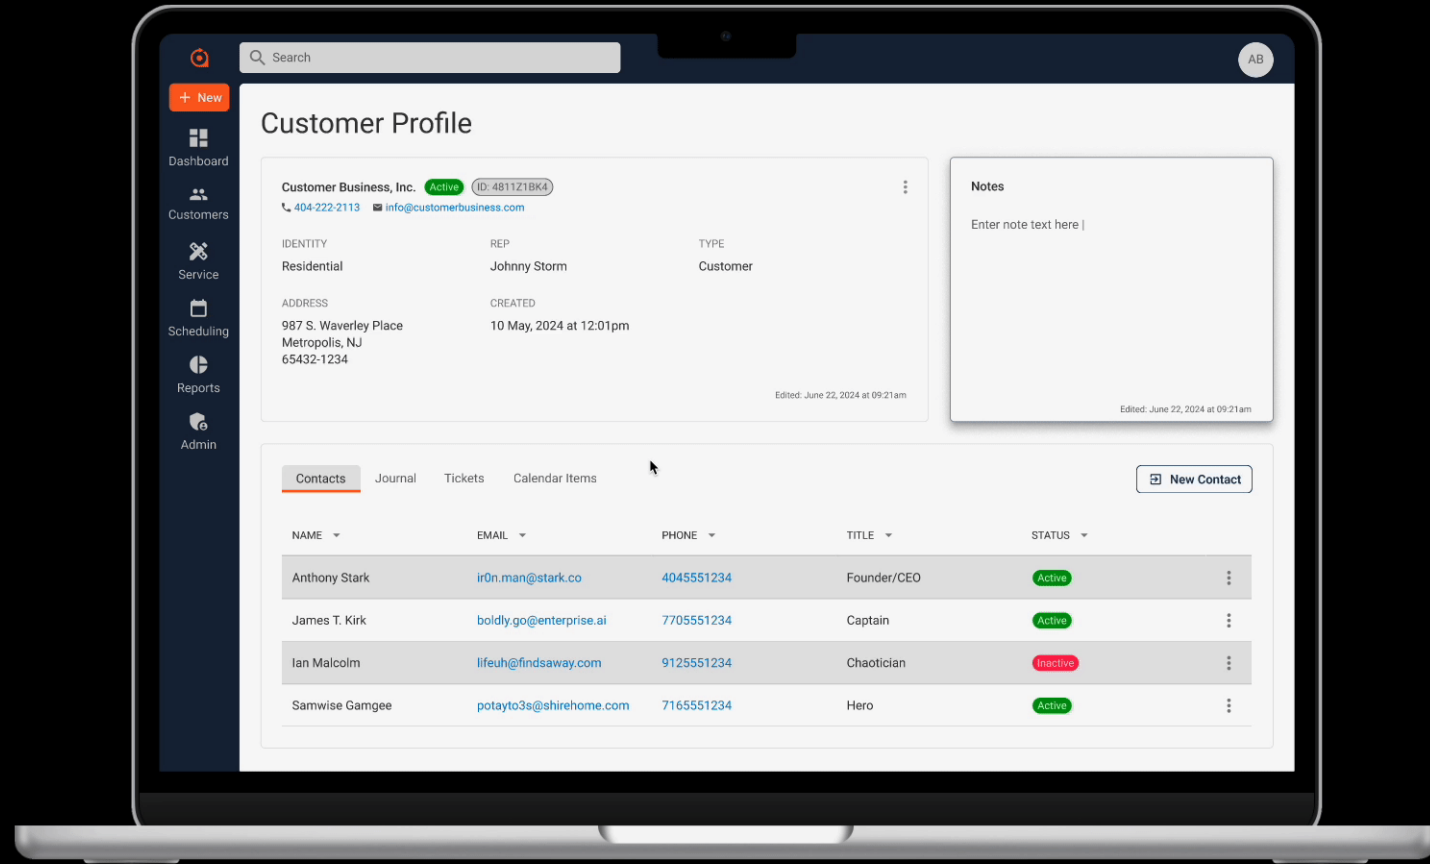 Search
AB
+ New
Dashboard
Customers
Service
Scheduling
Reports
Admin
Customer Profile
Customer Business, Inc. Active ID: 4811Z1BK4
404-222-2113 info@customerbusiness.com
IDENTITY REP TYPE
Residential Johnny Storm Customer
ADDRESS CREATED
987 S. Waverley Place 10 May, 2024 at 12:01pm
Metropolis, NJ
65432-1234
Edited: June 22, 2024 at 09:21am
Notes
Enter note text here |
Edited: June 22, 2024 at 09:21am
Contacts Journal Tickets Calendar Items New Contact
NAME EMAIL PHONE TITLE STATUS
Anthony Stark ir0n.man@stark.co 4045551234 Founder/CEO Active
James T. Kirk boldly.go@enterprise.ai 7705551234 Captain Active
Ian Malcolm lifeuh@findsaway.com 9125551234 Chaotician Inactive
Samwise Gamgee potayto3s@shirehome.com 7165551234 Hero Active